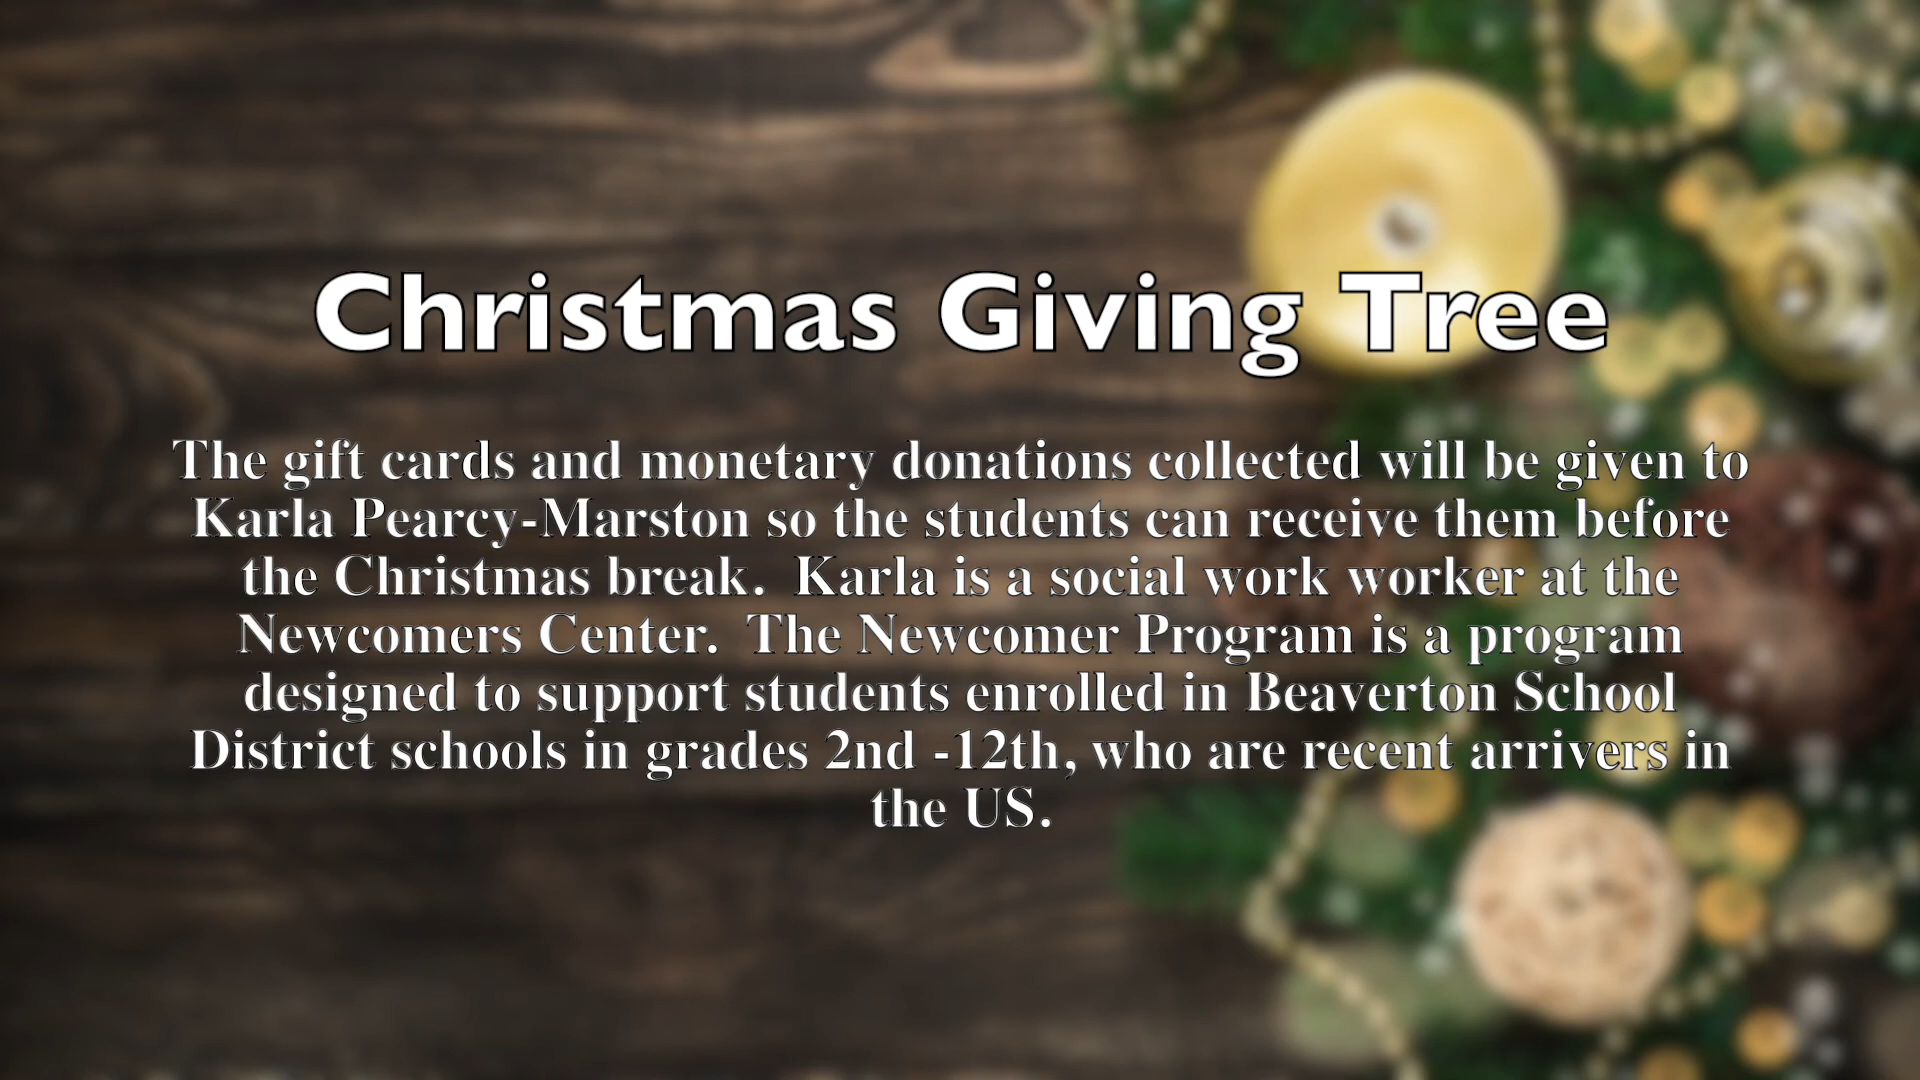 Christmas Giving Tree
The gift cards and monetary donations collected will be given to
Karla Pearcy-Marston so the students can receive them before
the Christmas break.  Karla is a social work worker at the
Newcomers Center.  The Newcomer Program is a program
designed to support students enrolled in Beaverton School
District schools in grades 2nd -12th, who are recent arrivers in
the US.